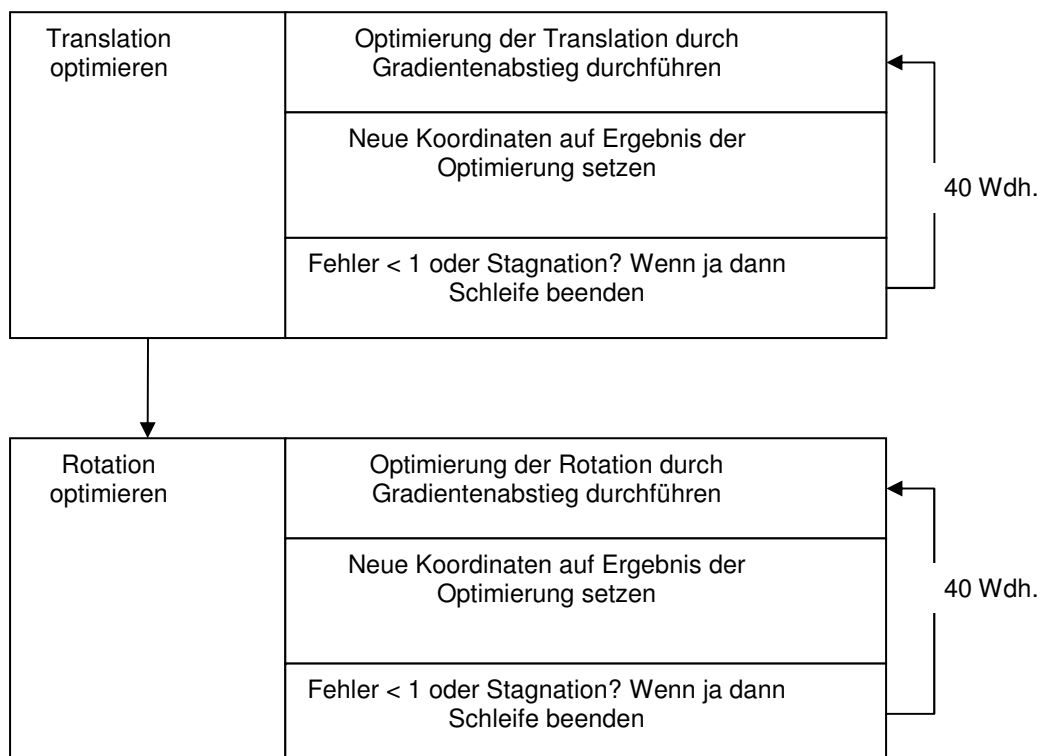 Translation
optimieren
Optimierung der Translation durch
Gradientenabstieg durchführen
Neue Koordinaten auf Ergebnis der
Optimierung setzen
40 Wdh.
Fehler < 1 oder Stagnation? Wenn ja dann
Schleife beenden
Rotation
optimieren
Optimierung der Rotation durch
Gradientenabstieg durchführen
Neue Koordinaten auf Ergebnis der
Optimierung setzen
40 Wdh.
Fehler < 1 oder Stagnation? Wenn ja dann
Schleife beenden